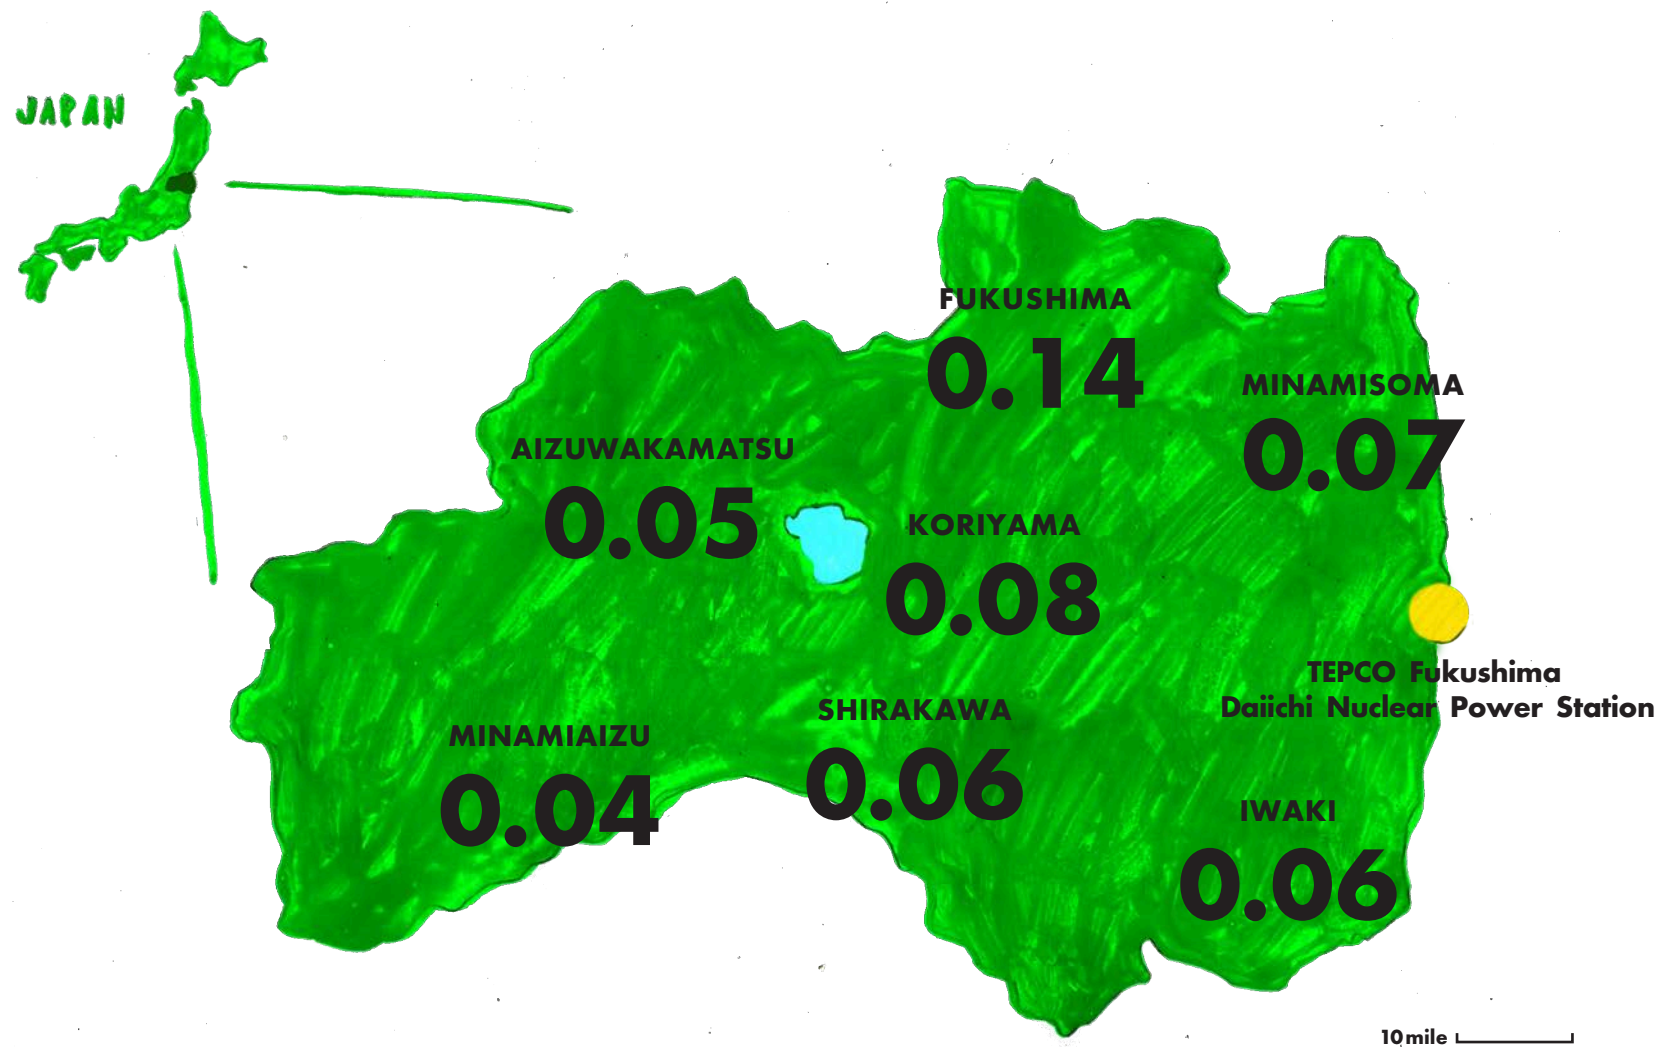 JAPAN
FUKUSHIMA
0.14
MINAMISOMA
0.07
AIZUWAKAMATSU
0.05
KORIYAMA
0.08
TEPCO Fukushima
Daiichi Nuclear Power Station
SHIRAKAWA
0.06
MINAMIAIZU
0.04
IWAKI
0.06
10mile